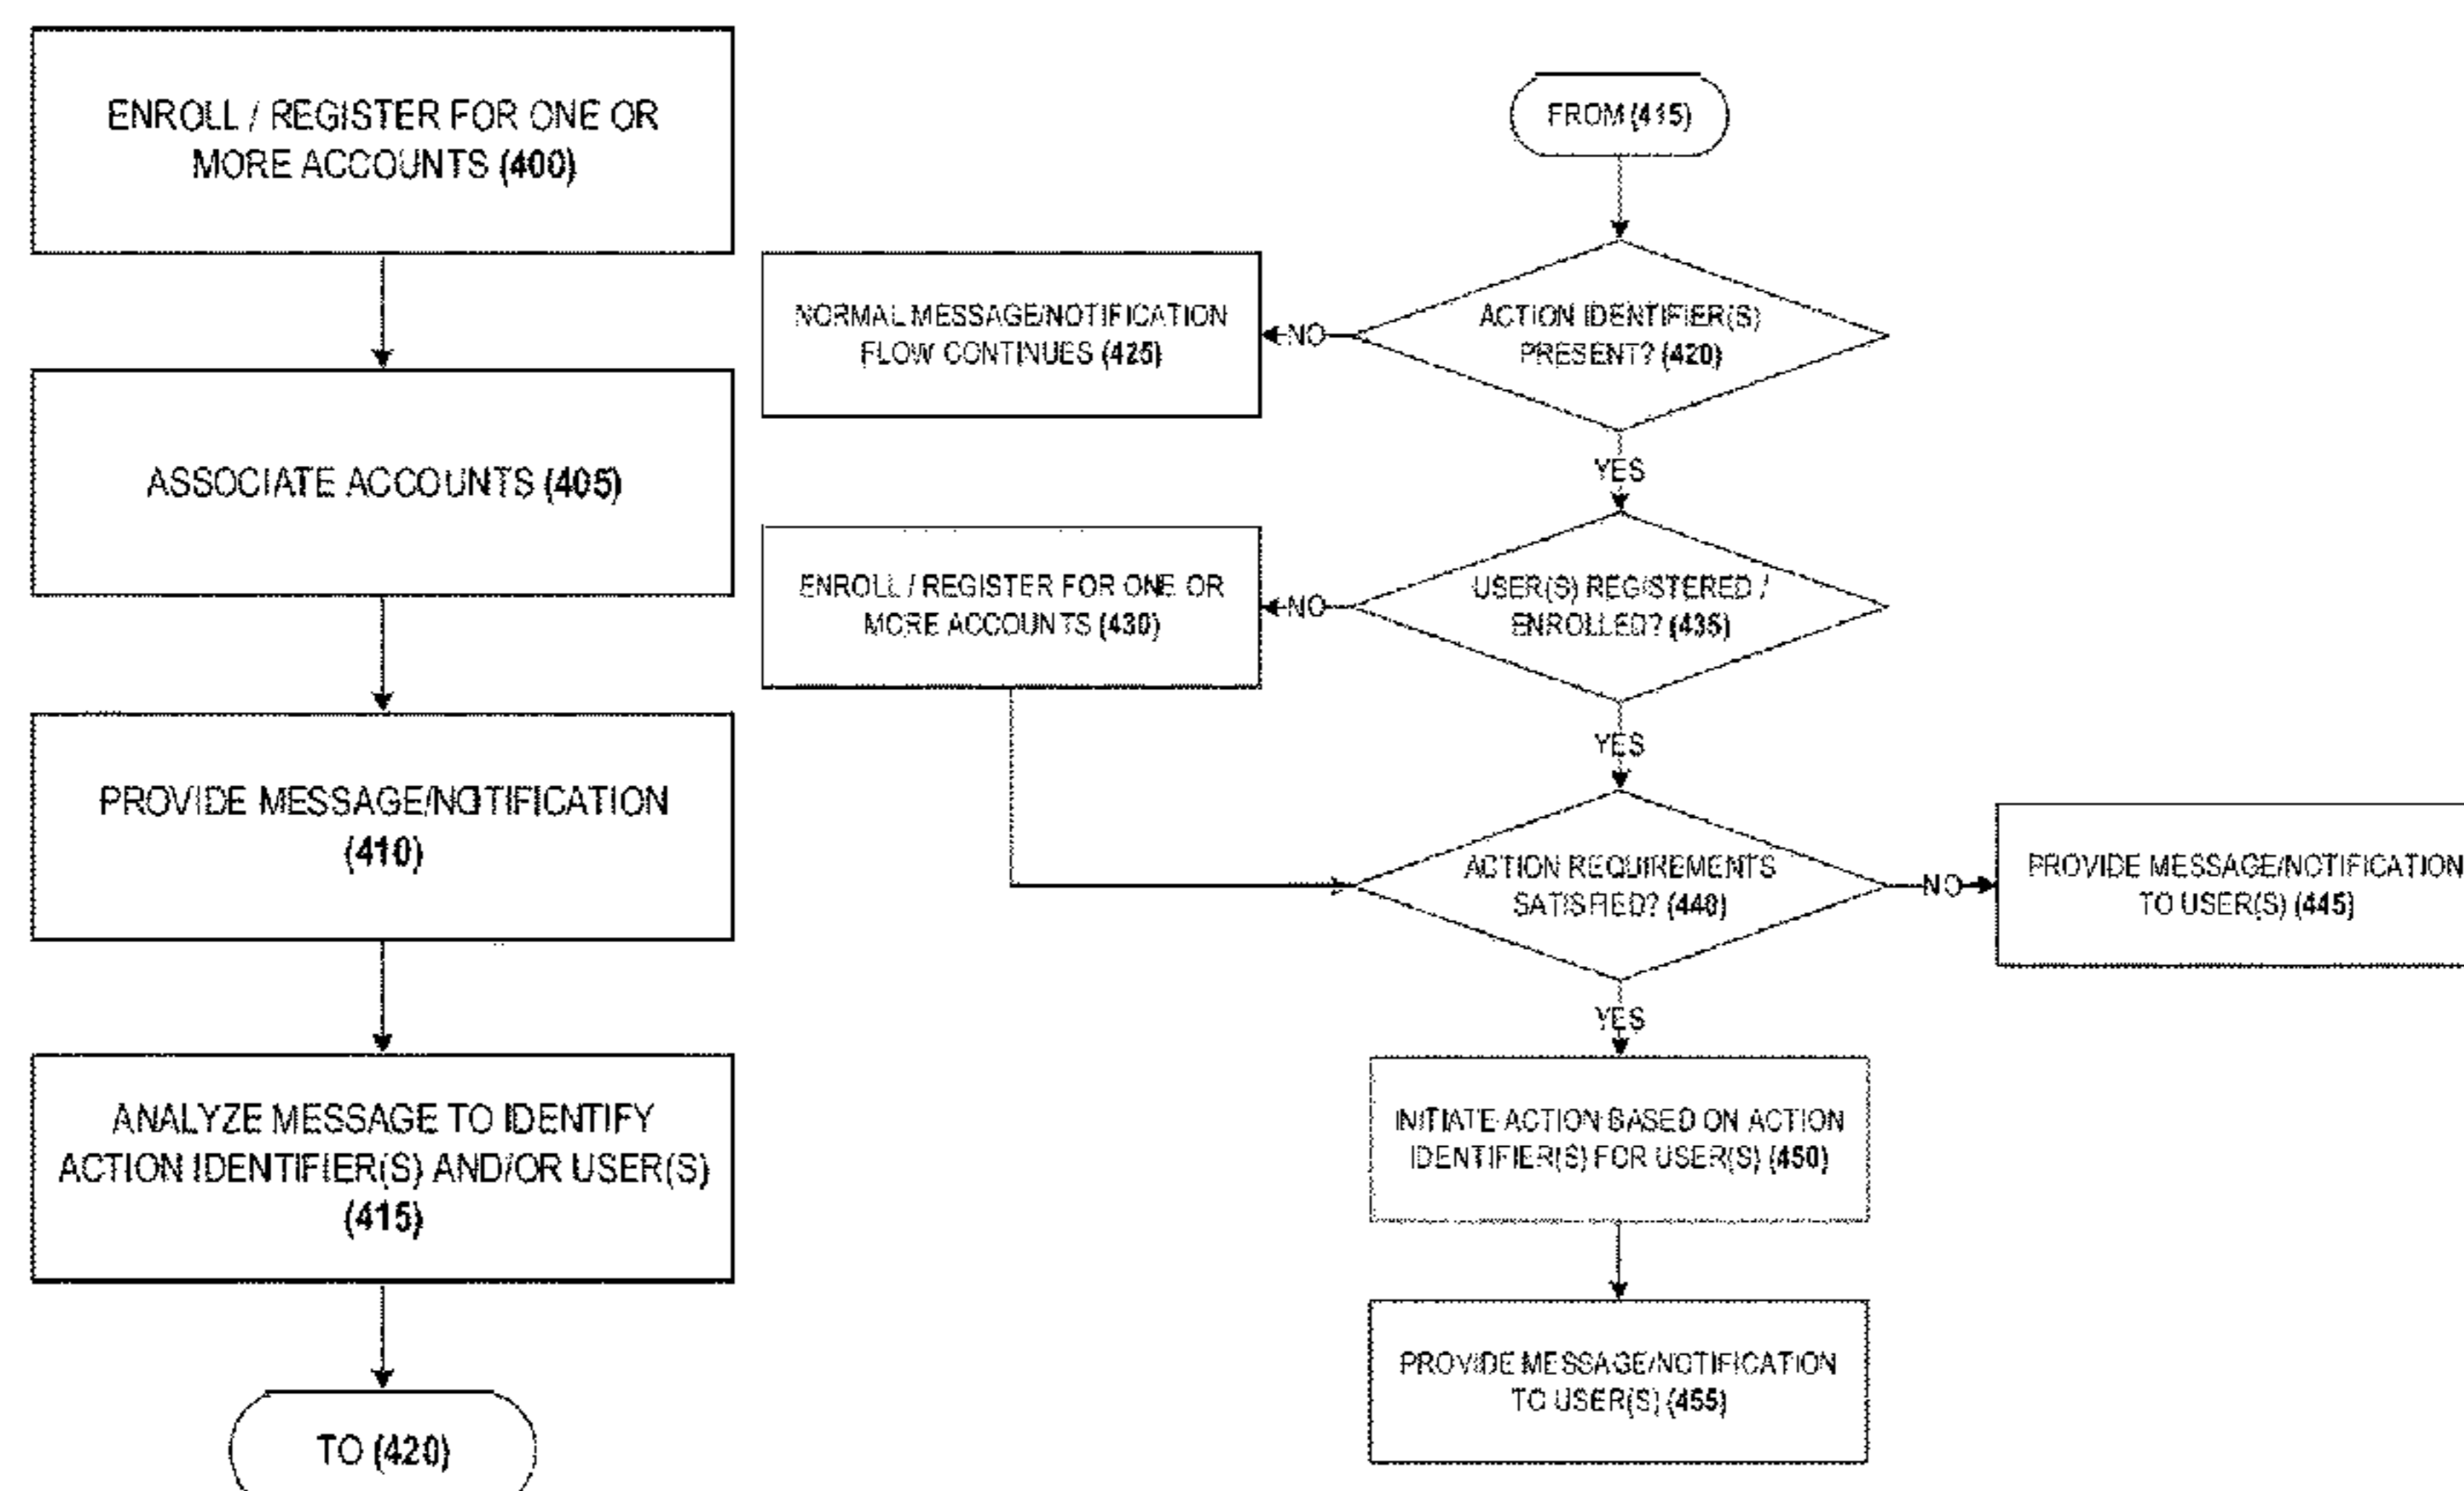 ENROLL / REGISTER FOR ONE OR
MORE ACCOUNTS (400)
ASSOCIATE ACCOUNTS (405)
PROVIDE MESSAGE/NOTIFICATION
(410)
ANALYZE MESSAGE TO IDENTIFY
ACTION IDENTIFIER(S) AND/OR USER(S)
(415)
TO (420)
FROM (415)
ACTION IDENTIFIER(S)
PRESENT? (420)
NO
NORMAL MESSAGE/NOTIFICATION
FLOW CONTINUES (425)
YES
USER(S) REGISTERED /
ENROLLED? (435)
NO
ENROLL / REGISTER FOR ONE OR
MORE ACCOUNTS (430)
YES
ACTION REQUIREMENTS
SATISFIED? (440)
NO
PROVIDE MESSAGE/NOTIFICATION
TO USER(S) (445)
YES
INITIATE ACTION BASED ON ACTION
IDENTIFIER(S) FOR USER(S) (450)
PROVIDE MESSAGE/NOTIFICATION
TO USER(S) (455)